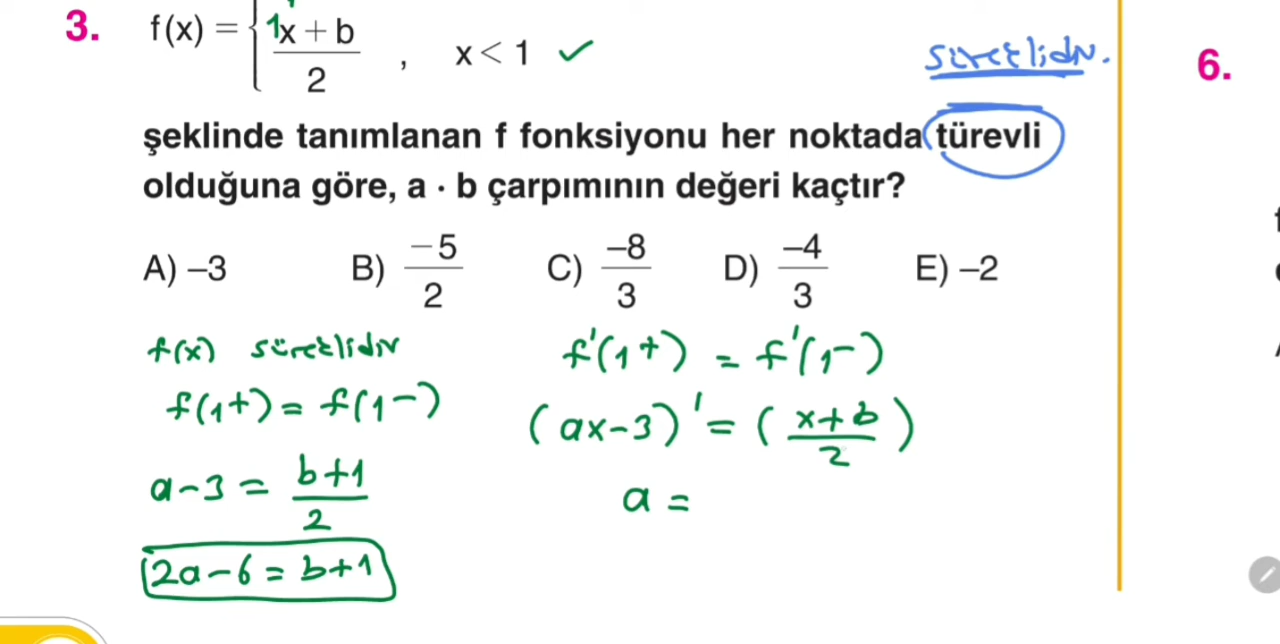 3. f(x) = { 1x + b / 2 , x < 1 ✓
süreklidir.
6.
şeklinde tanımlanan f fonksiyonu her noktada türevli
olduğuna göre, a · b çarpımının değeri kaçtır?
A) –3 B) –5/2 C) –8/3 D) –4/3 E) –2
f(x) süreklidir
f(1+) = f(1-)
a-3 = b+1/2
2a-6 = b+1
f'(1+) = f'(1-)
(ax-3)' = (x+b/2)
a =